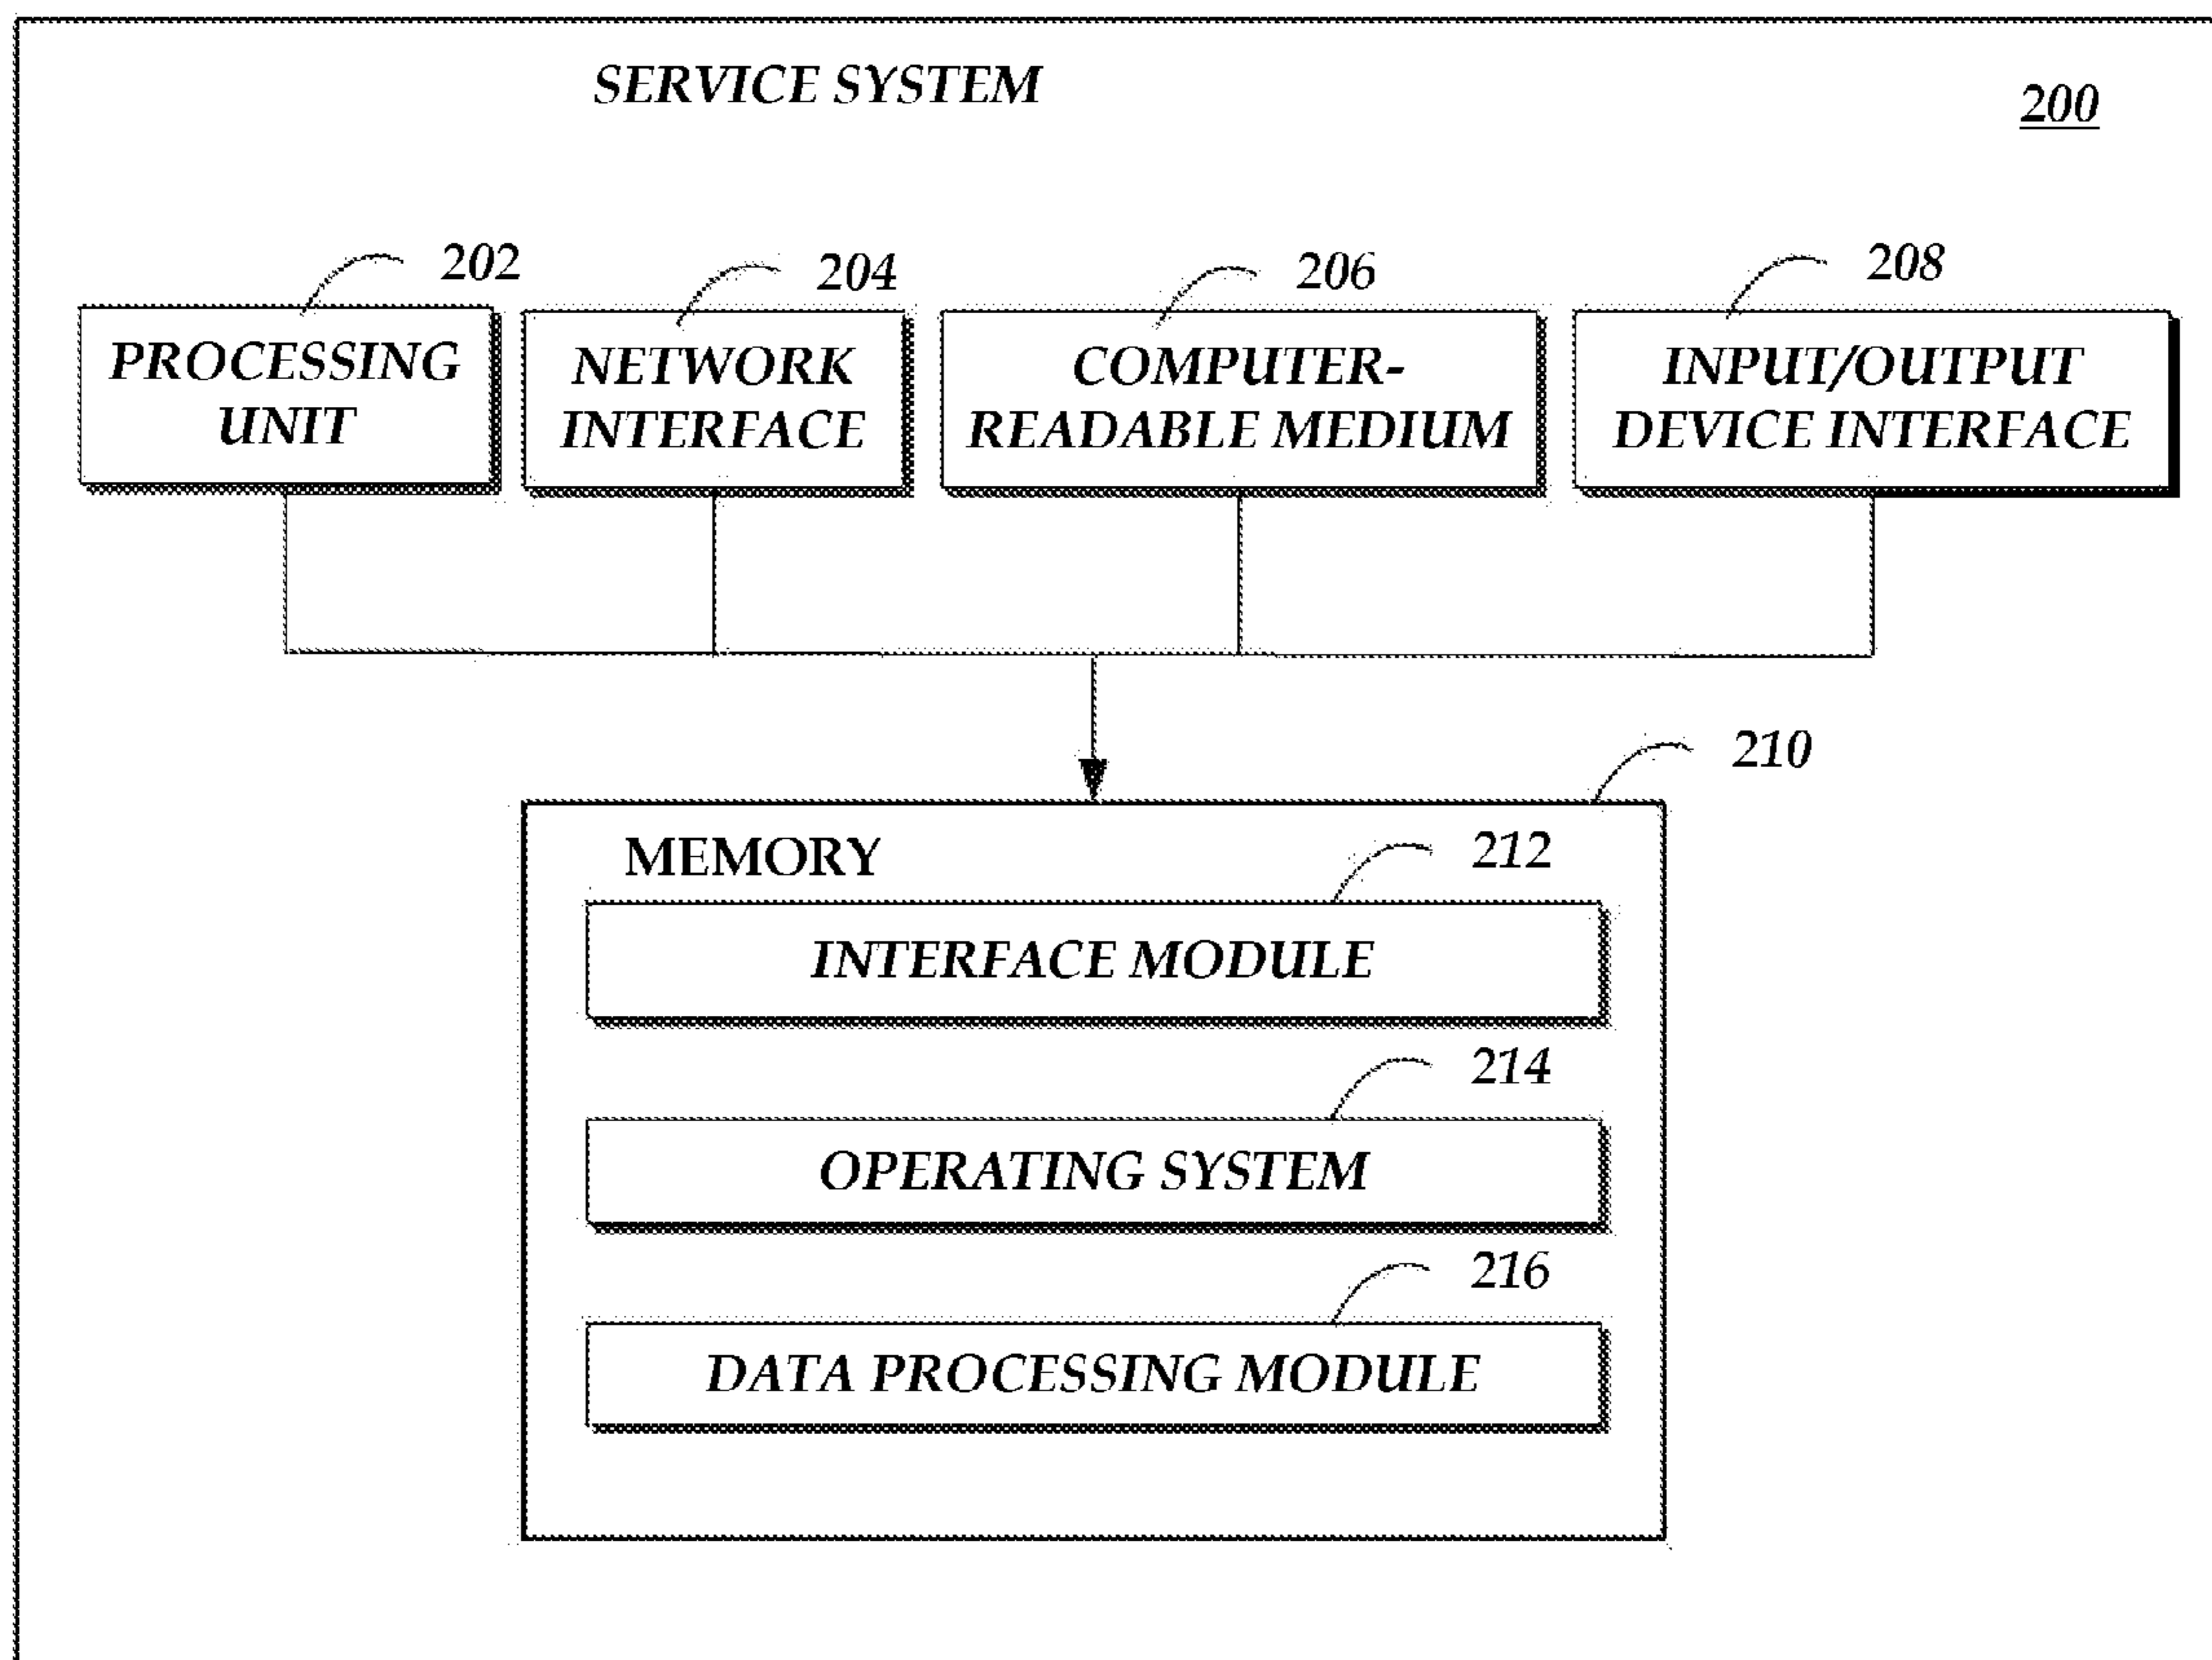 SERVICE SYSTEM
200
202
204
206
208
PROCESSING
UNIT
NETWORK
INTERFACE
COMPUTER-
READABLE MEDIUM
INPUT/OUTPUT
DEVICE INTERFACE
210
MEMORY
212
INTERFACE MODULE
214
OPERATING SYSTEM
216
DATA PROCESSING MODULE